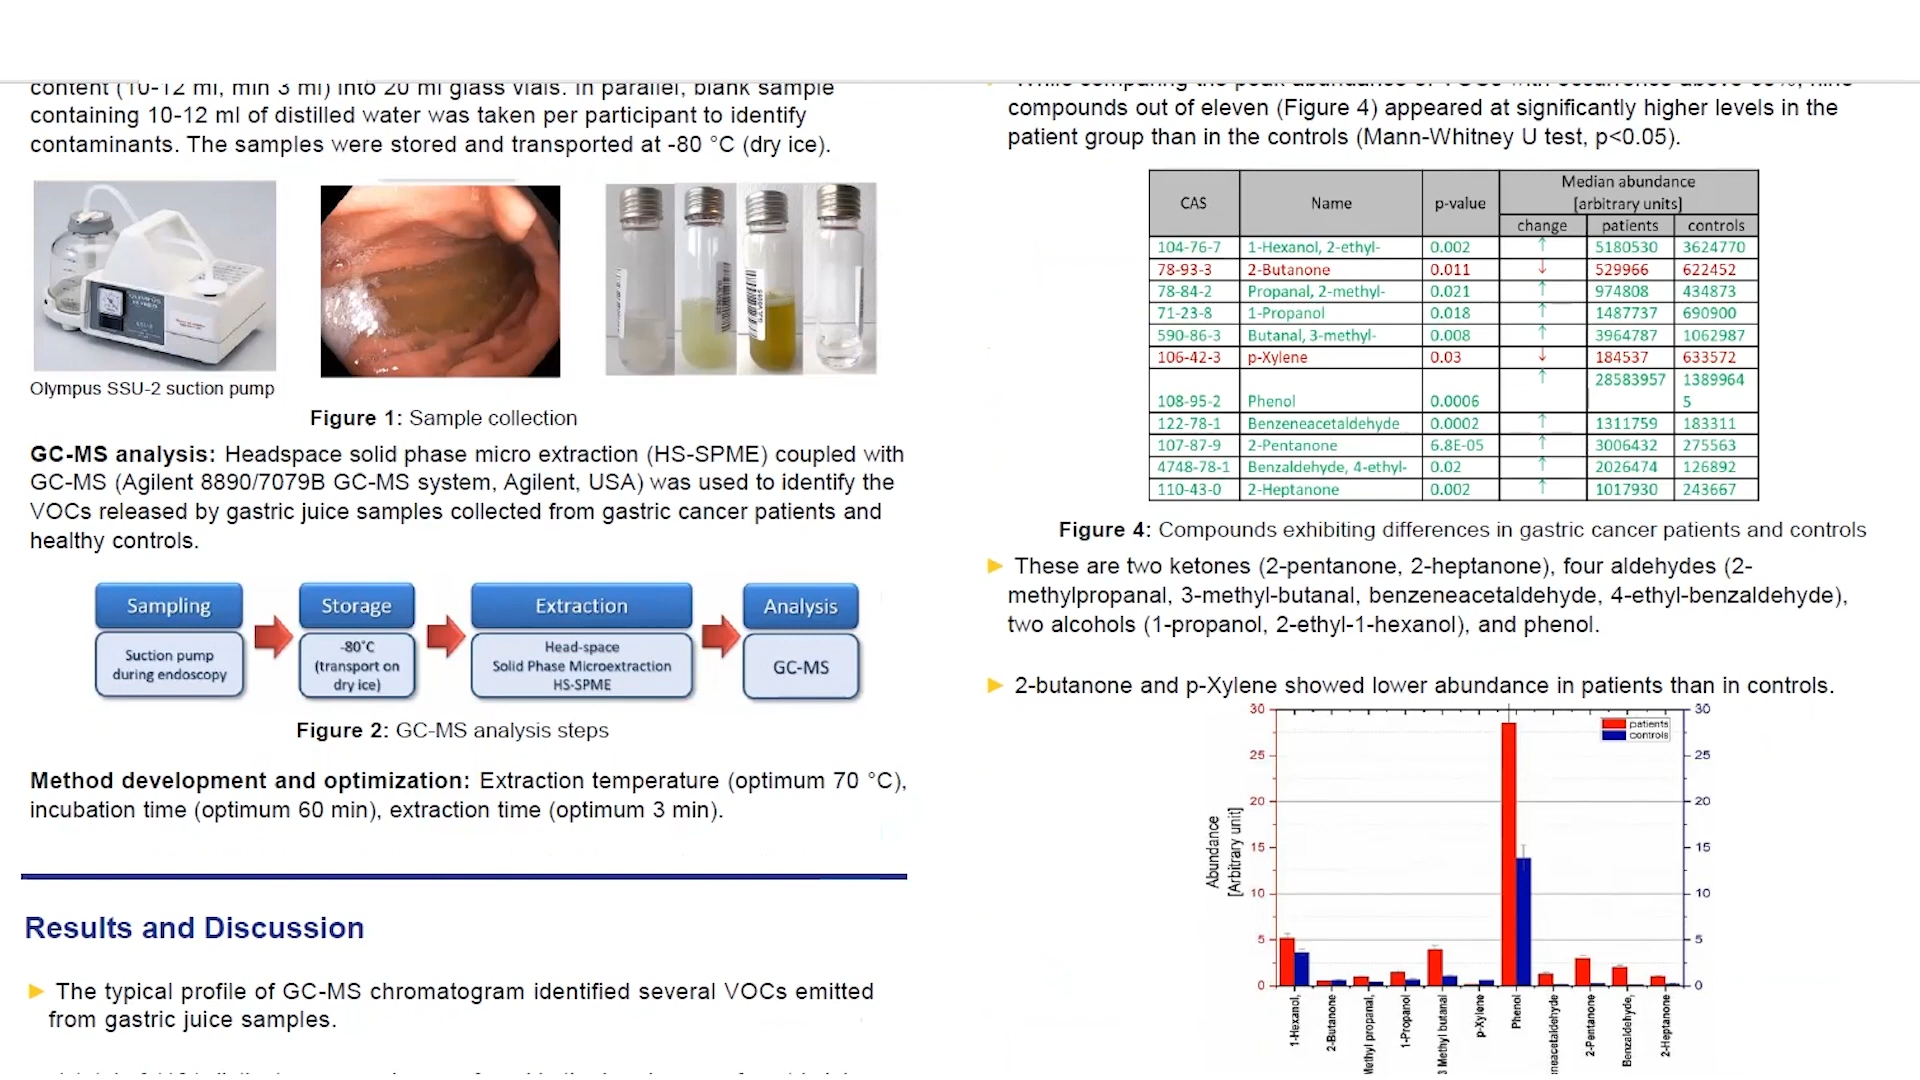 content (10-12 ml, min 3 ml) into 20 ml glass vials. In parallel, blank sample
containing 10-12 ml of distilled water was taken per participant to identify
contaminants. The samples were stored and transported at -80 °C (dry ice).
Olympus SSU-2 suction pump
Figure 1: Sample collection
GC-MS analysis: Headspace solid phase micro extraction (HS-SPME) coupled with
GC-MS (Agilent 8890/7079B GC-MS system, Agilent, USA) was used to identify the
VOCs released by gastric juice samples collected from gastric cancer patients and
healthy controls.
Sampling
Suction pump
during endoscopy
Storage
-80°C
(transport on
dry ice)
Extraction
Head-space
Solid Phase Microextraction
HS-SPME
Analysis
GC-MS
Figure 2: GC-MS analysis steps
Method development and optimization: Extraction temperature (optimum 70 °C),
incubation time (optimum 60 min), extraction time (optimum 3 min).
Results and Discussion
► The typical profile of GC-MS chromatogram identified several VOCs emitted
from gastric juice samples.
While comparing the peak abundance of VOCs with occurrence above
compounds out of eleven (Figure 4) appeared at significantly higher levels in the
patient group than in the controls (Mann-Whitney U test, p<0.05).
CAS Name p-value Median abundance
[arbitrary units]
change patients controls
104-76-7 1-Hexanol, 2-ethyl- 0.002 ↑ 5180530 3624770
78-93-3 2-Butanone 0.011 ↓ 529966 622452
78-84-2 Propanal, 2-methyl- 0.021 ↑ 974808 434873
71-23-8 1-Propanol 0.018 ↑ 1487737 690900
590-86-3 Butanal, 3-methyl- 0.008 ↑ 3964787 1062987
106-42-3 p-Xylene 0.03 ↓ 184537 633572
↑ 28583957 1389964
108-95-2 Phenol 0.0006 5
122-78-1 Benzeneacetaldehyde 0.0002 ↑ 1311759 183311
107-87-9 2-Pentanone 6.8E-05 ↑ 3006432 275563
4748-78-1 Benzaldehyde, 4-ethyl- 0.02 ↑ 2026474 126892
110-43-0 2-Heptanone 0.002 ↑ 1017930 243667
Figure 4: Compounds exhibiting differences in gastric cancer patients and controls
► These are two ketones (2-pentanone, 2-heptanone), four aldehydes (2-
methylpropanal, 3-methyl-butanal, benzeneacetaldehyde, 4-ethyl-benzaldehyde),
two alcohols (1-propanol, 2-ethyl-1-hexanol), and phenol.
► 2-butanone and p-Xylene showed lower abundance in patients than in controls.
30 30
patients
controls
25 25
20 20
15 15
10 10
5 5
0 0
Abundance
[Arbitrary unit]
1-Hexanol,
2-Butanone
Methyl propanal,
1-Propanol
3 Methyl butanal
p-Xylene
Phenol
neacetaldehyde
2-Pentanone
Benzaldehyde,
2-Heptanone